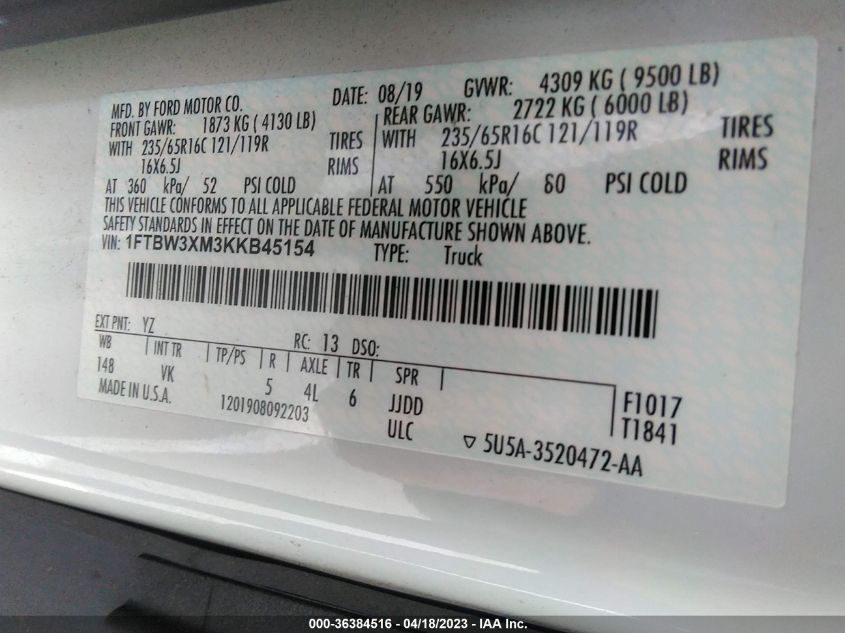 MFD. BY FORD MOTOR CO. DATE: 08/19 GVWR: 4309 KG ( 9500 LB)
FRONT GAWR: 1873 KG ( 4130 LB) REAR GAWR: 2722 KG ( 6000 LB)
WITH 235/65R16C 121/119R TIRES WITH 235/65R16C 121/119R TIRES
16X6.5J RIMS 16X6.5J RIMS
AT 360 kPa/ 52 PSI COLD AT 550 kPa/ 80 PSI COLD
THIS VEHICLE CONFORMS TO ALL APPLICABLE FEDERAL MOTOR VEHICLE
SAFETY STANDARDS IN EFFECT ON THE DATE OF MANUFACTURE SHOWN ABOVE.
VIN: 1FTBW3XM3KKB45154 TYPE: Truck
EXT PNT: YZ RC: 13 DSO:
WB INT TR TP/PS R AXLE TR SPR
148 VK 5 4L 6 JJDD F1017
MADE IN U.S.A. 1201908092203 ULC T1841
5U5A-3520472-AA
000-36384516 - 04/18/2023 - IAA Inc.